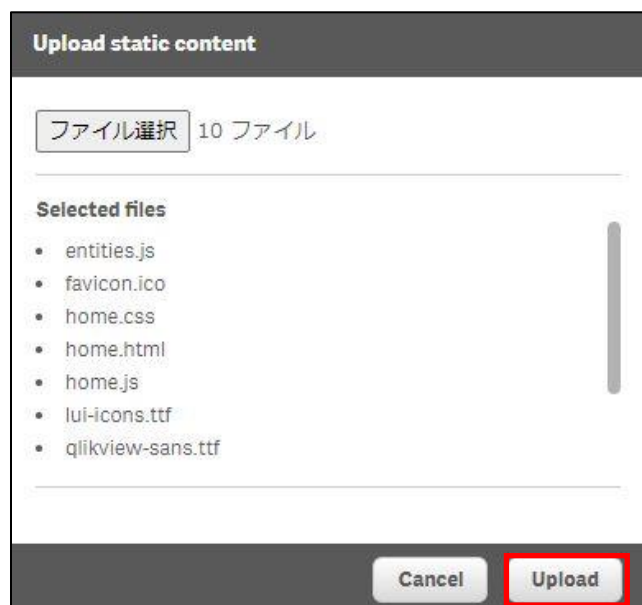 Upload static content
ファイル選択 10 ファイル
Selected files
• entities.js
• favicon.ico
• home.css
• home.html
• home.js
• lui-icons.ttf
• qlikview-sans.ttf
Cancel Upload